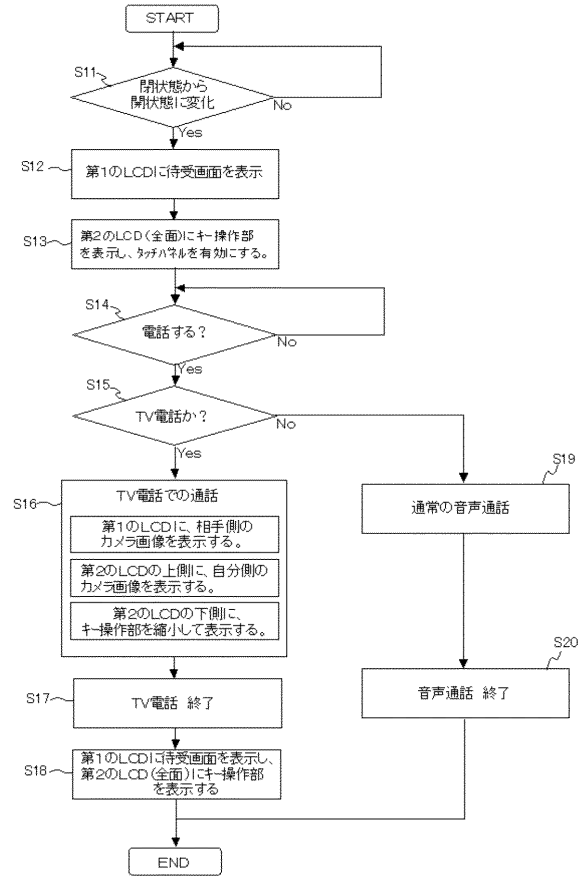 START
S11
閉状態から
開状態に変化
No
Yes
S12
第1のLCDに待受画面を表示
S13
第2のLCD(全面)にキー操作部
を表示し、タッチパネルを有効にする。
S14
電話する?
No
Yes
S15
TV電話か?
No
Yes
S16
TV電話での通話
第1のLCDに、相手側の
カメラ画像を表示する。
第2のLCDの上側に、自分側の
カメラ画像を表示する。
第2のLCDの下側に、
キー操作部を縮小して表示する。
S19
通常の音声通話
S17
TV電話 終了
S20
音声通話 終了
S18
第1のLCDに待受画面を表示し、
第2のLCD(全面)にキー操作部
を表示する
END